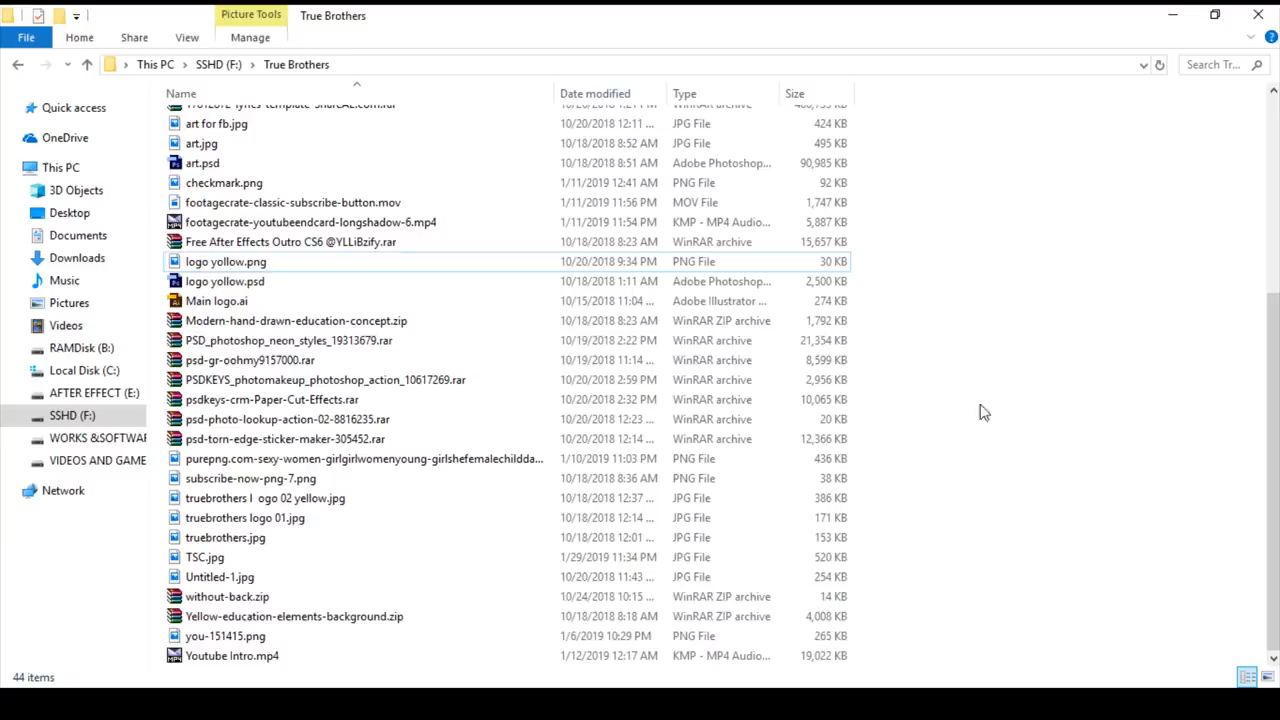 Picture Tools True Brothers
File Home Share View Manage
This PC SSHD (F:) True Brothers Search Tr...
Name Date modified Type Size
Quick access
OneDrive
This PC
3D Objects
Desktop
Documents
Downloads
Music
Pictures
Videos
RAMDisk (B:)
Local Disk (C:)
AFTER EFFECT (E:)
SSHD (F:)
WORKS &SOFTWAR
VIDEOS AND GAME
Network
art for fb.jpg 10/20/2018 12:11 ... JPG File 424 KB
art.jpg 10/18/2018 8:52 AM JPG File 495 KB
art.psd 10/18/2018 8:51 AM Adobe Photoshop... 90,985 KB
checkmark.png 1/11/2019 12:41 AM PNG File 92 KB
footagecrate-classic-subscribe-button.mov 1/11/2019 11:56 PM MOV File 1,747 KB
footagecrate-youtubeendcard-longshadow-6.mp4 1/11/2019 11:54 PM KMP - MP4 Audio... 5,887 KB
Free After Effects Outro CS6 @YLLiBzify.rar 10/18/2018 8:23 AM WinRAR archive 15,657 KB
logo yollow.png 10/20/2018 9:34 PM PNG File 30 KB
logo yollow.psd 10/18/2018 1:11 AM Adobe Photoshop... 2,500 KB
Main logo.ai 10/15/2018 11:04 ... Adobe Illustrator ... 274 KB
Modern-hand-drawn-education-concept.zip 10/18/2018 8:23 AM WinRAR ZIP archive 1,792 KB
PSD_photoshop_neon_styles_19313679.rar 10/19/2018 2:22 PM WinRAR archive 21,354 KB
psd-gr-oohmy9157000.rar 10/19/2018 11:14 ... WinRAR archive 8,599 KB
PSDKEYS_photomakeup_photoshop_action_10617269.rar 10/20/2018 2:59 PM WinRAR archive 2,956 KB
psdkeys-crm-Paper-Cut-Effects.rar 10/20/2018 2:32 PM WinRAR archive 10,065 KB
psd-photo-lookup-action-02-8816235.rar 10/20/2018 12:23 ... WinRAR archive 20 KB
psd-torn-edge-sticker-maker-305452.rar 10/20/2018 12:14 ... WinRAR archive 12,366 KB
purepng.com-sexy-women-girlgirlwomenyoung-girlshefemalechildda... 1/10/2019 11:03 PM PNG File 436 KB
subscribe-now-png-7.png 10/18/2018 8:36 AM PNG File 38 KB
truebrothers l ogo 02 yellow.jpg 10/18/2018 12:37 ... JPG File 386 KB
truebrothers logo 01.jpg 10/18/2018 12:14 ... JPG File 171 KB
truebrothers.jpg 10/18/2018 12:01 ... JPG File 153 KB
TSC.jpg 1/29/2019 11:34 PM JPG File 520 KB
Untitled-1.jpg 10/20/2018 11:43 ... JPG File 254 KB
without-back.zip 10/24/2018 10:15 ... WinRAR ZIP archive 14 KB
Yellow-education-elements-background.zip 10/18/2018 8:18 AM WinRAR ZIP archive 4,008 KB
you-151415.png 1/6/2019 10:29 PM PNG File 265 KB
Youtube Intro.mp4 1/12/2019 12:17 AM KMP - MP4 Audio... 19,022 KB
44 items